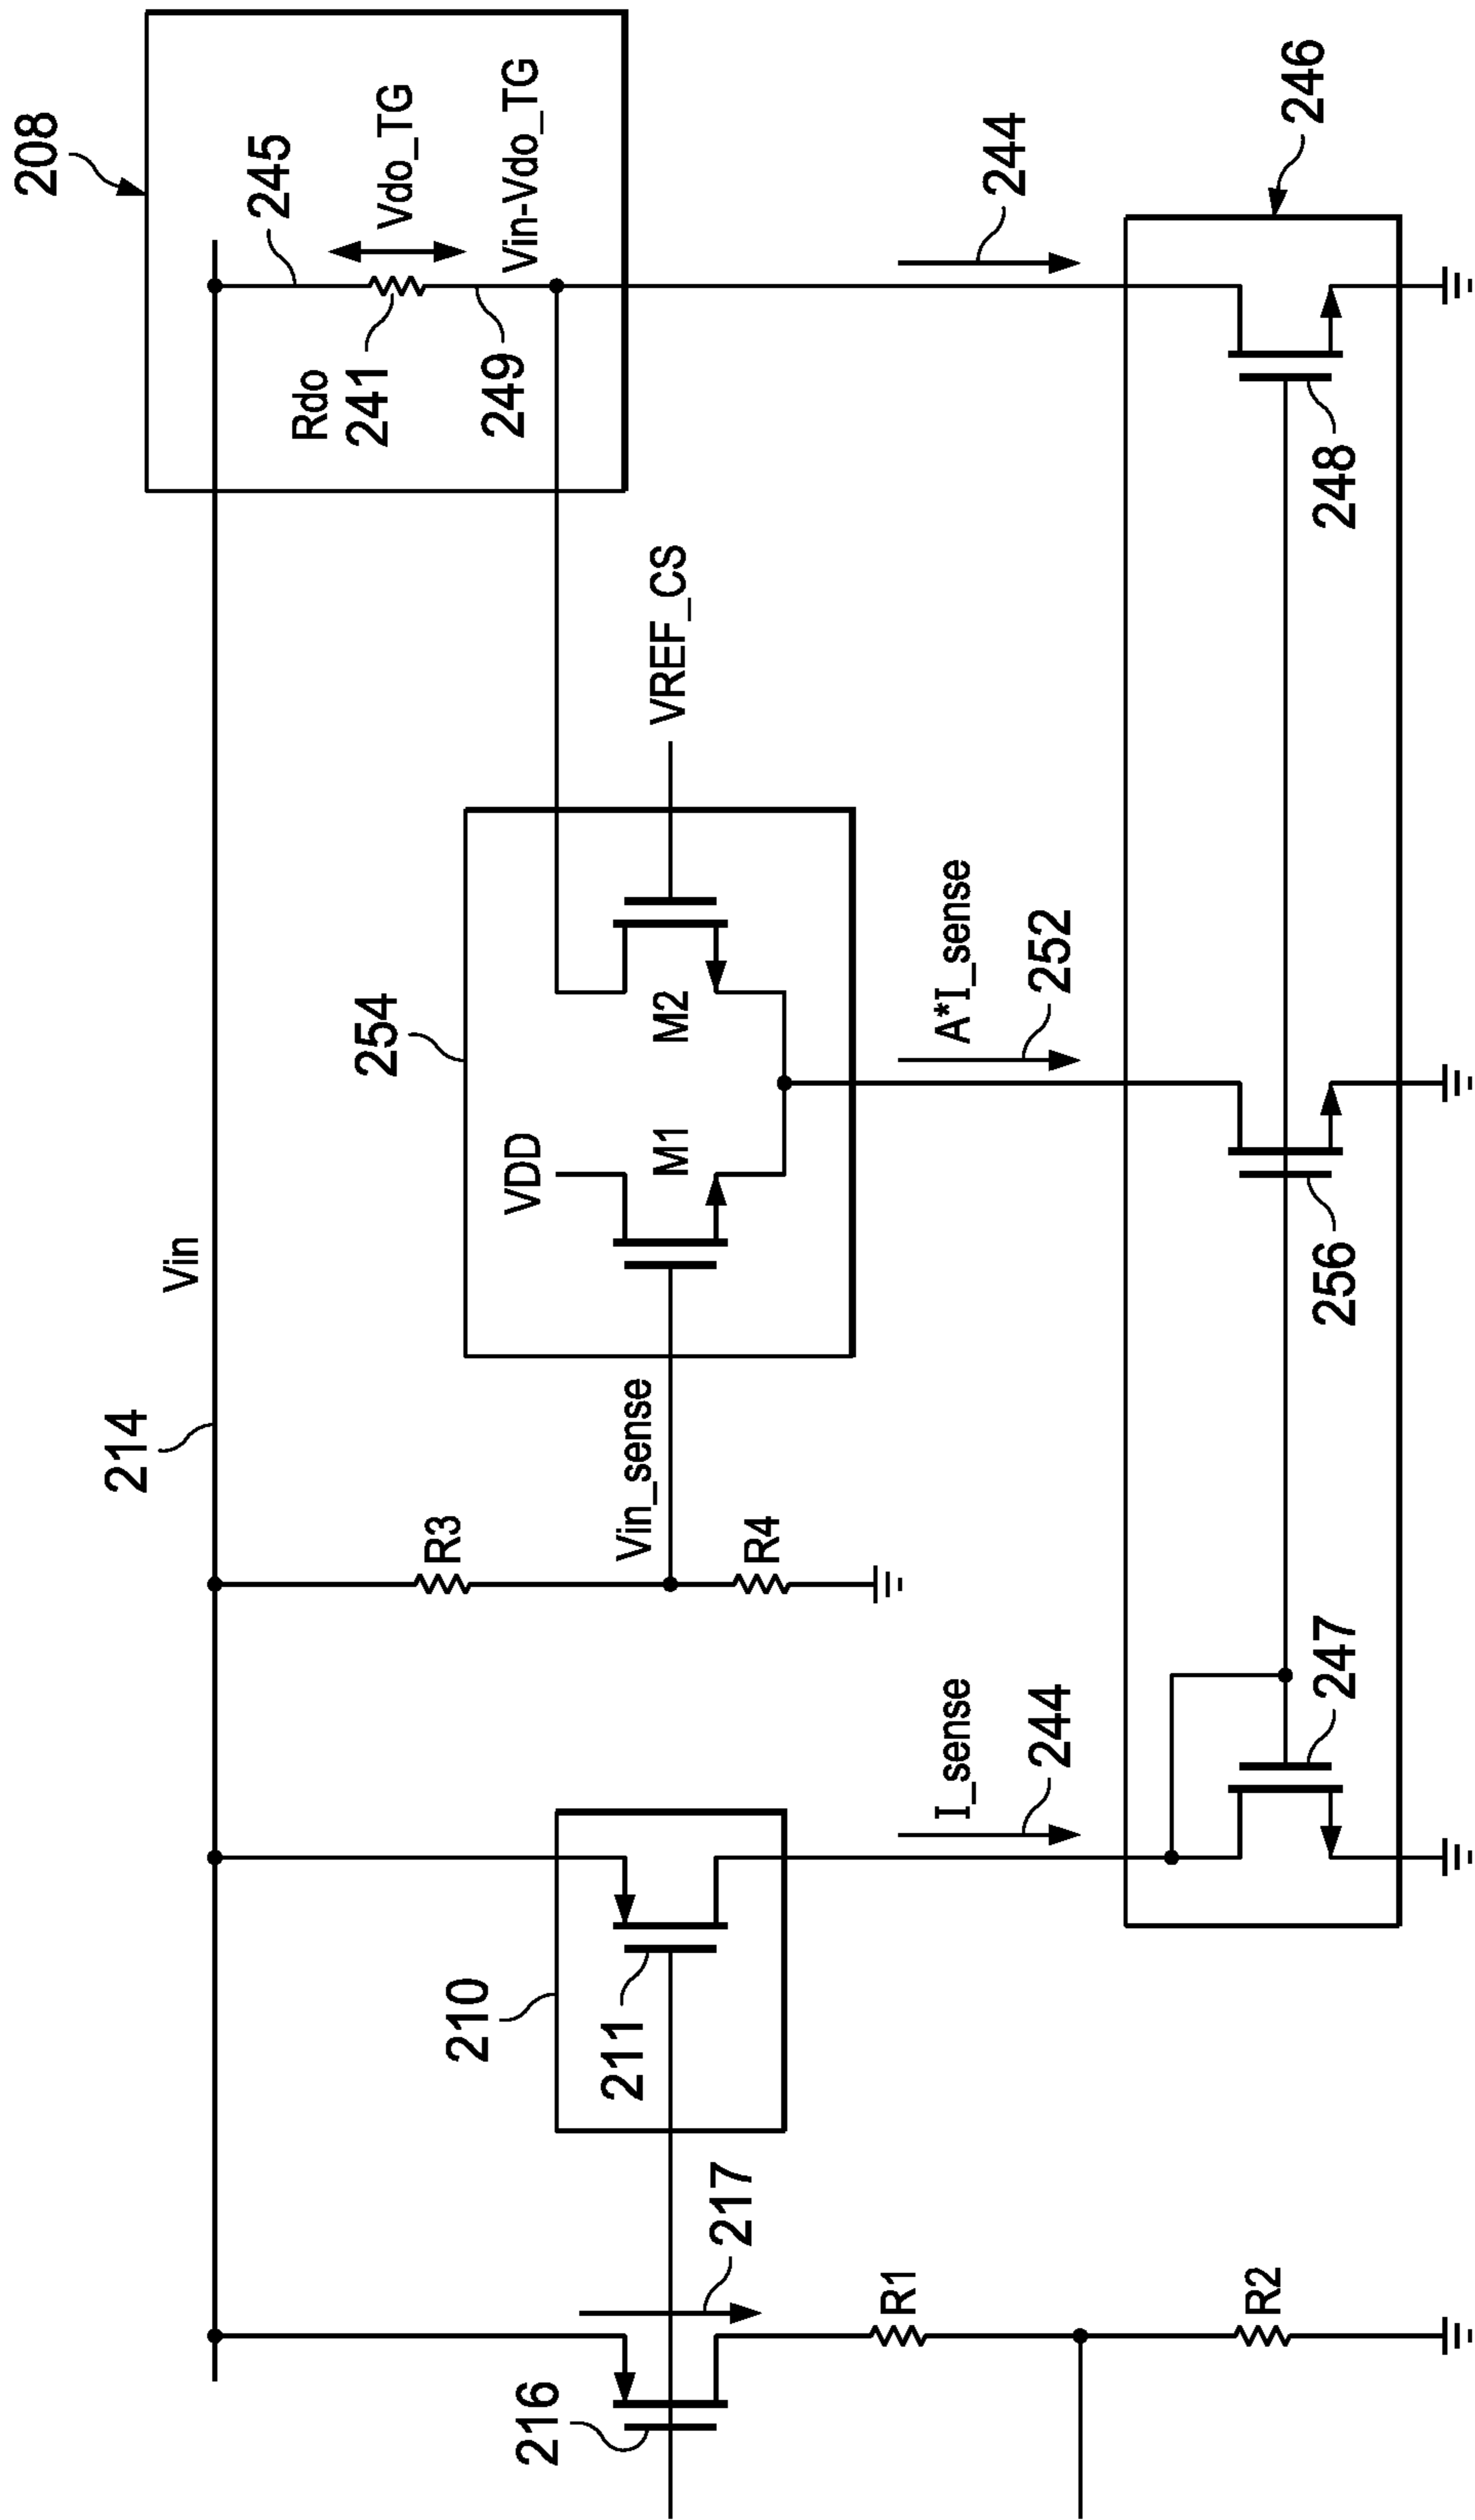 214
Vin
208
245
Vdo_TG
Rdo
241
249
Vin-Vdo_TG
254
VDD
M1
M2
VREF_CS
R3
Vin_sense
R4
210
211
216
217
R1
R2
I_sense
244
A*I_sense
252
244
246
247
256
248